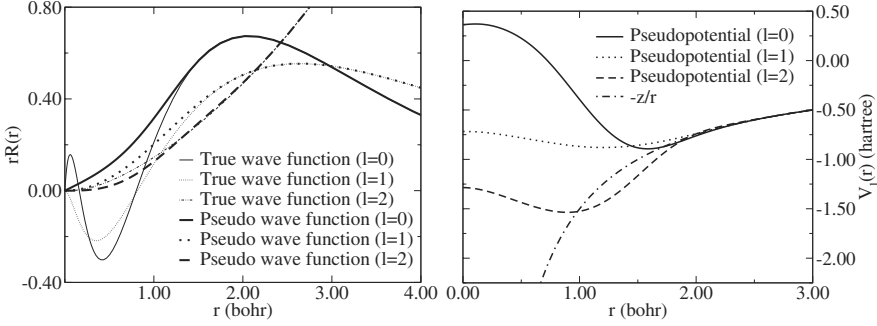 0.80
0.40
0.00
-0.40
rR(r)
True wave function (l=0)
True wave function (l=1)
True wave function (l=2)
Pseudo wave function (l=0)
Pseudo wave function (l=1)
Pseudo wave function (l=2)
1.00 2.00 3.00 4.00
r (bohr)
Pseudopotential (l=0)
Pseudopotential (l=1)
Pseudopotential (l=2)
-z/r
0.50
0.00
-0.50
-1.00
-1.50
-2.00
V_l(r) (hartree)
0.00 1.00 2.00 3.00
r (bohr)